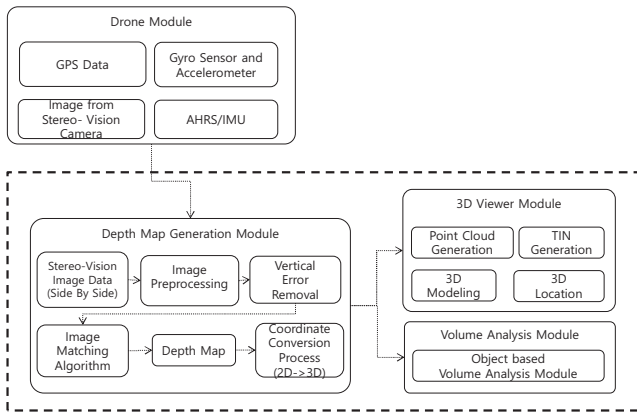 Drone Module
GPS Data
Gyro Sensor and
Accelerometer
Image from
Stereo- Vision
Camera
AHRS/IMU
Depth Map Generation Module
Stereo-Vision
Image Data
(Side By Side)
Image
Preprocessing
Vertical
Error
Removal
Image
Matching
Algorithm
Depth Map
Coordinate
Conversion
Process
(2D->3D)
3D Viewer Module
Point Cloud
Generation
TIN
Generation
3D
Modeling
3D
Location
Volume Analysis Module
Object based
Volume Analysis Module